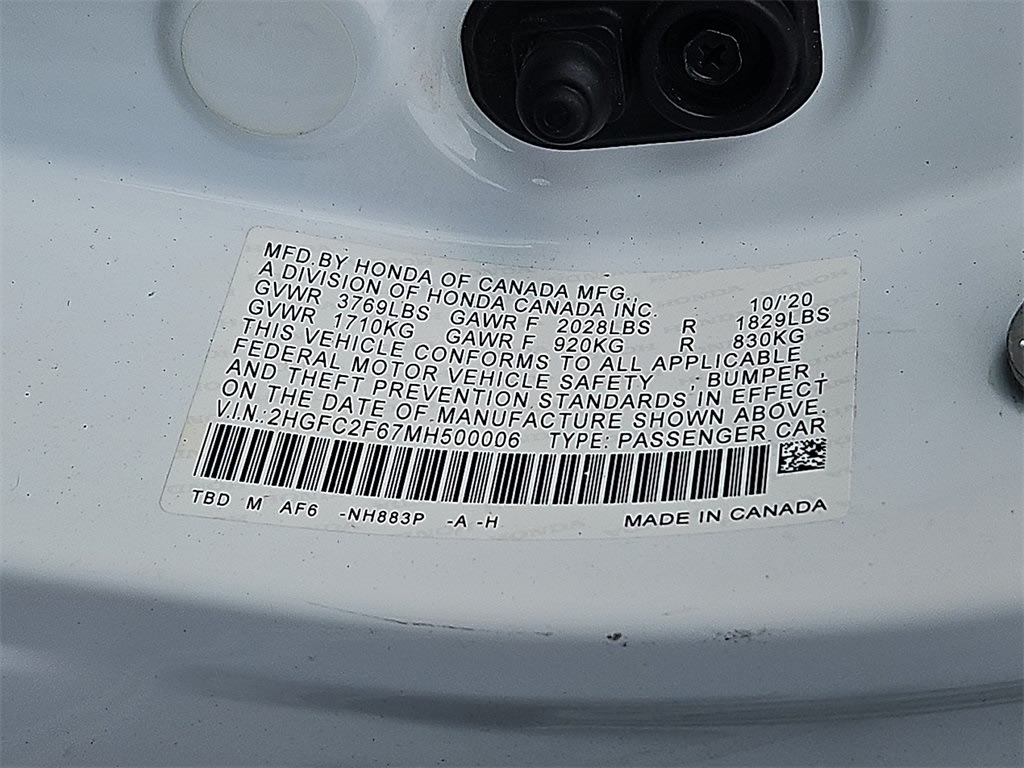 MFD. BY HONDA OF CANADA MFG.,
A DIVISION OF HONDA CANADA INC. 10/'20
GVWR 3769LBS GAWR F 2028LBS R 1829LBS
GVWR 1710KG GAWR F 920KG R 830KG
THIS VEHICLE CONFORMS TO ALL APPLICABLE
FEDERAL MOTOR VEHICLE SAFETY , BUMPER ,
AND THEFT PREVENTION STANDARDS IN EFFECT
ON THE DATE OF MANUFACTURE SHOWN ABOVE.
V.I.N.:2HGFC2F67MH500006 TYPE: PASSENGER CAR
TBD M AF6 -NH883P -A -H MADE IN CANADA